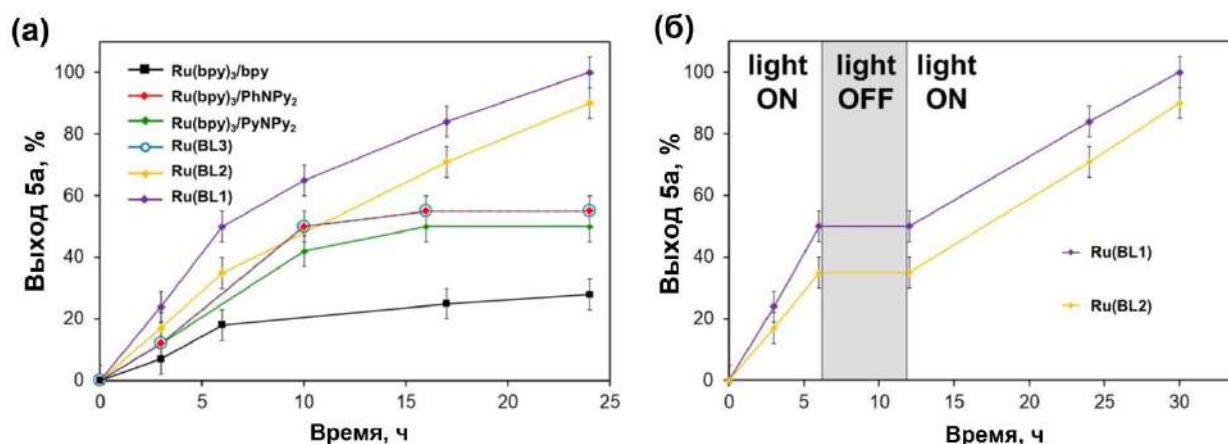 (a)
Выход 5a, %
100
80
60
40
20
0
Ru(bpy)₃/bpy
Ru(bpy)₃/PhNPy₂
Ru(bpy)₃/PyNPy₂
Ru(BL3)
Ru(BL2)
Ru(BL1)
0 5 10 15 20 25
Время, ч
(б)
Выход 5a, %
100
80
60
40
20
0
light
ON
light
OFF
light
ON
Ru(BL1)
Ru(BL2)
0 5 10 15 20 25 30
Время, ч